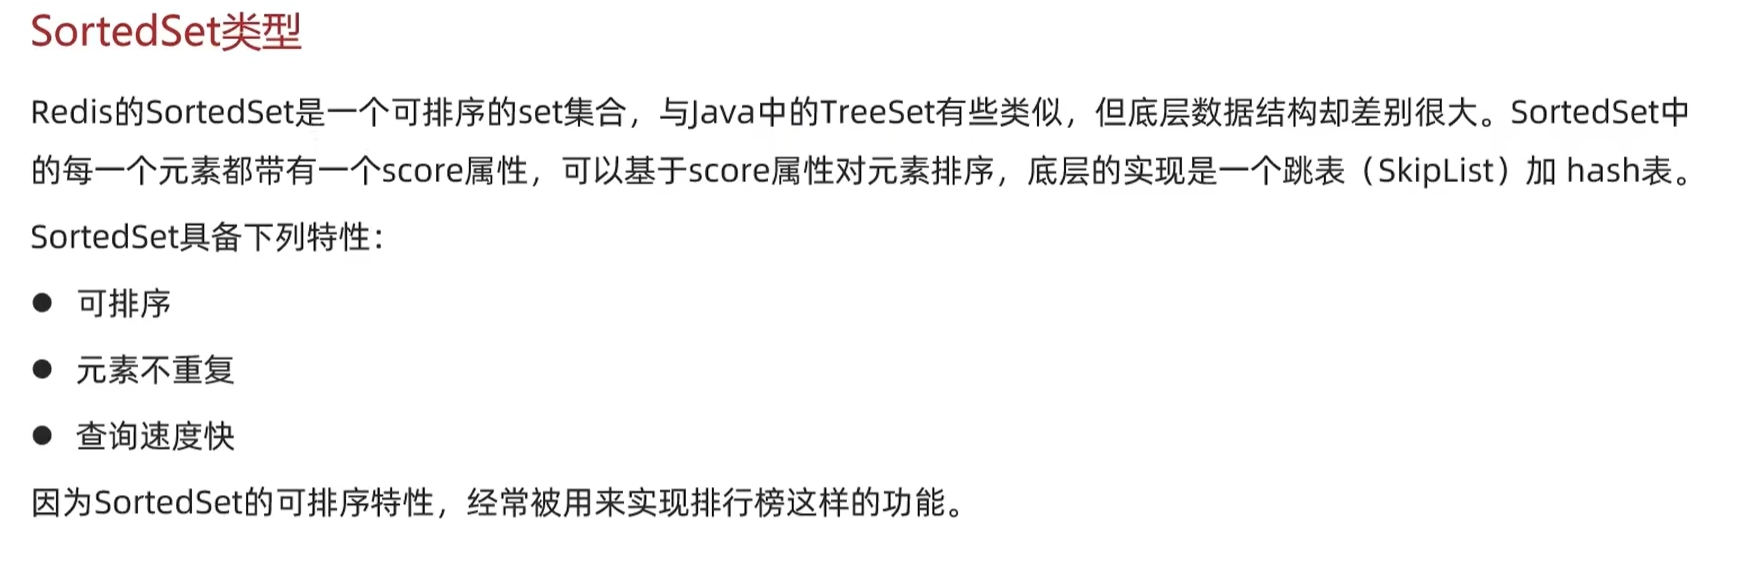 SortedSet类型
Redis的SortedSet是一个可排序的set集合，与Java中的TreeSet有些类似，但底层数据结构却差别很大。SortedSet中
的每一个元素都带有一个score属性，可以基于score属性对元素排序，底层的实现是一个跳表（SkipList）加 hash表。
SortedSet具备下列特性：
● 可排序
● 元素不重复
● 查询速度快
因为SortedSet的可排序特性，经常被用来实现排行榜这样的功能。